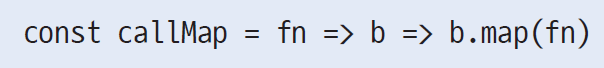 const callMap = fn => b => b.map(fn)